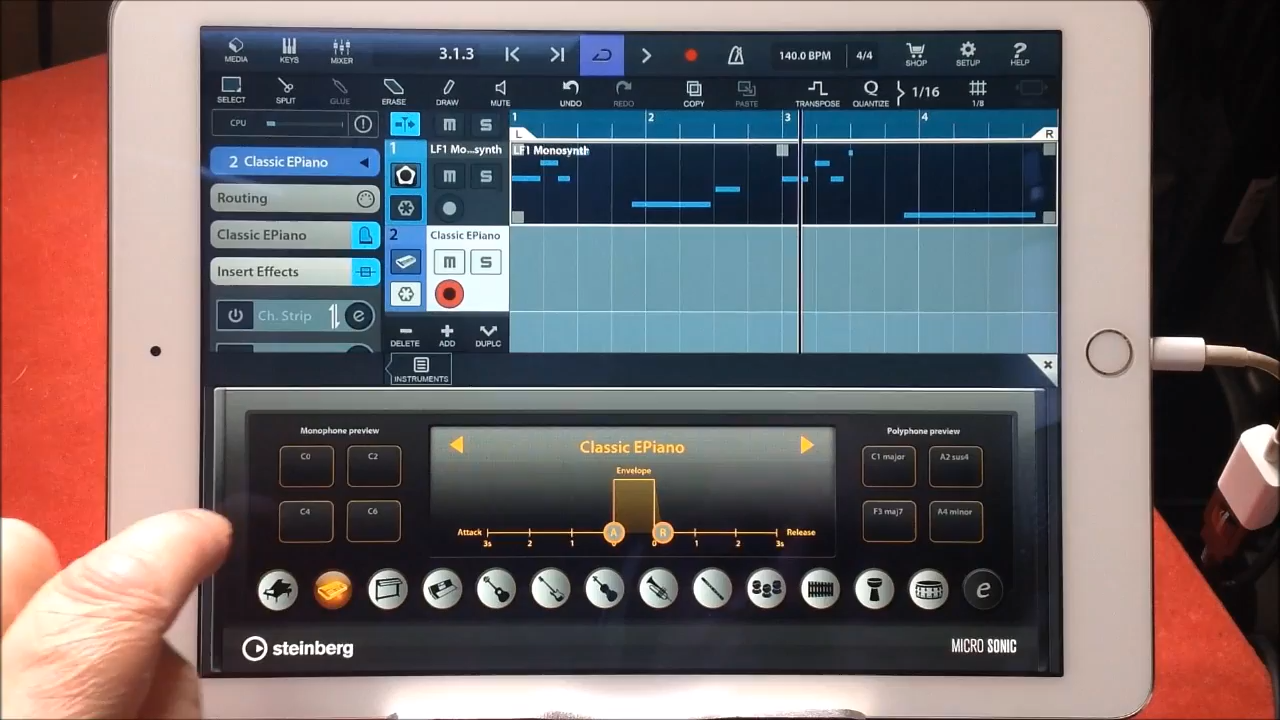 MEDIA
KEYS
MIXER
3.1.3
140.0 BPM
4/4
SHOP
SETUP
HELP
SELECT
SPLIT
GLUE
ERASE
DRAW
MUTE
UNDO
REDO
COPY
PASTE
TRANSPOSE
QUANTIZE
1/16
1/8
CPU
M
S
1
2
3
4
L
R
2 Classic EPiano
1
LF1 Mo...synth
LF1 Monosynth
M
S
Routing
Classic EPiano
2
Classic EPiano
M
S
Insert Effects
Ch. Strip
e
DELETE
ADD
DUPLC
INSTRUMENTS
Monophone preview
C0
C2
C4
C6
Classic EPiano
Envelope
Attack
A
R
Release
3s
2
1
0
0
1
2
3s
Polyphone preview
C1 major
A2 sus4
F3 maj7
A4 minor
e
steinberg
MICRO SONIC